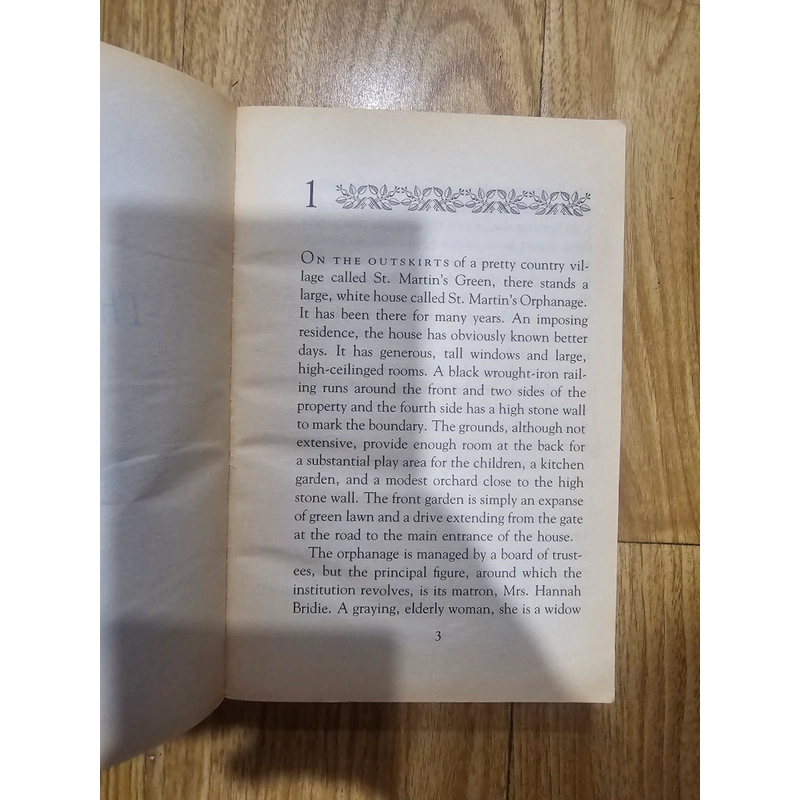 1
ON THE OUTSKIRTS of a pretty country vil-
lage called St. Martin's Green, there stands a
large, white house called St. Martin's Orphanage.
It has been there for many years. An imposing
residence, the house has obviously known better
days. It has generous, tall windows and large,
high-ceilinged rooms. A black wrought-iron rail-
ing runs around the front and two sides of the
property and the fourth side has a high stone wall
to mark the boundary. The grounds, although not
extensive, provide enough room at the back for
a substantial play area for the children, a kitchen
garden, and a modest orchard close to the high
stone wall. The front garden is simply an expanse
of green lawn and a drive extending from the gate
at the road to the main entrance of the house.
The orphanage is managed by a board of trust-
ees, but the principal figure, around which the
institution revolves, is its matron, Mrs. Hannah
Bridie. A graying, elderly woman, she is a widow
3